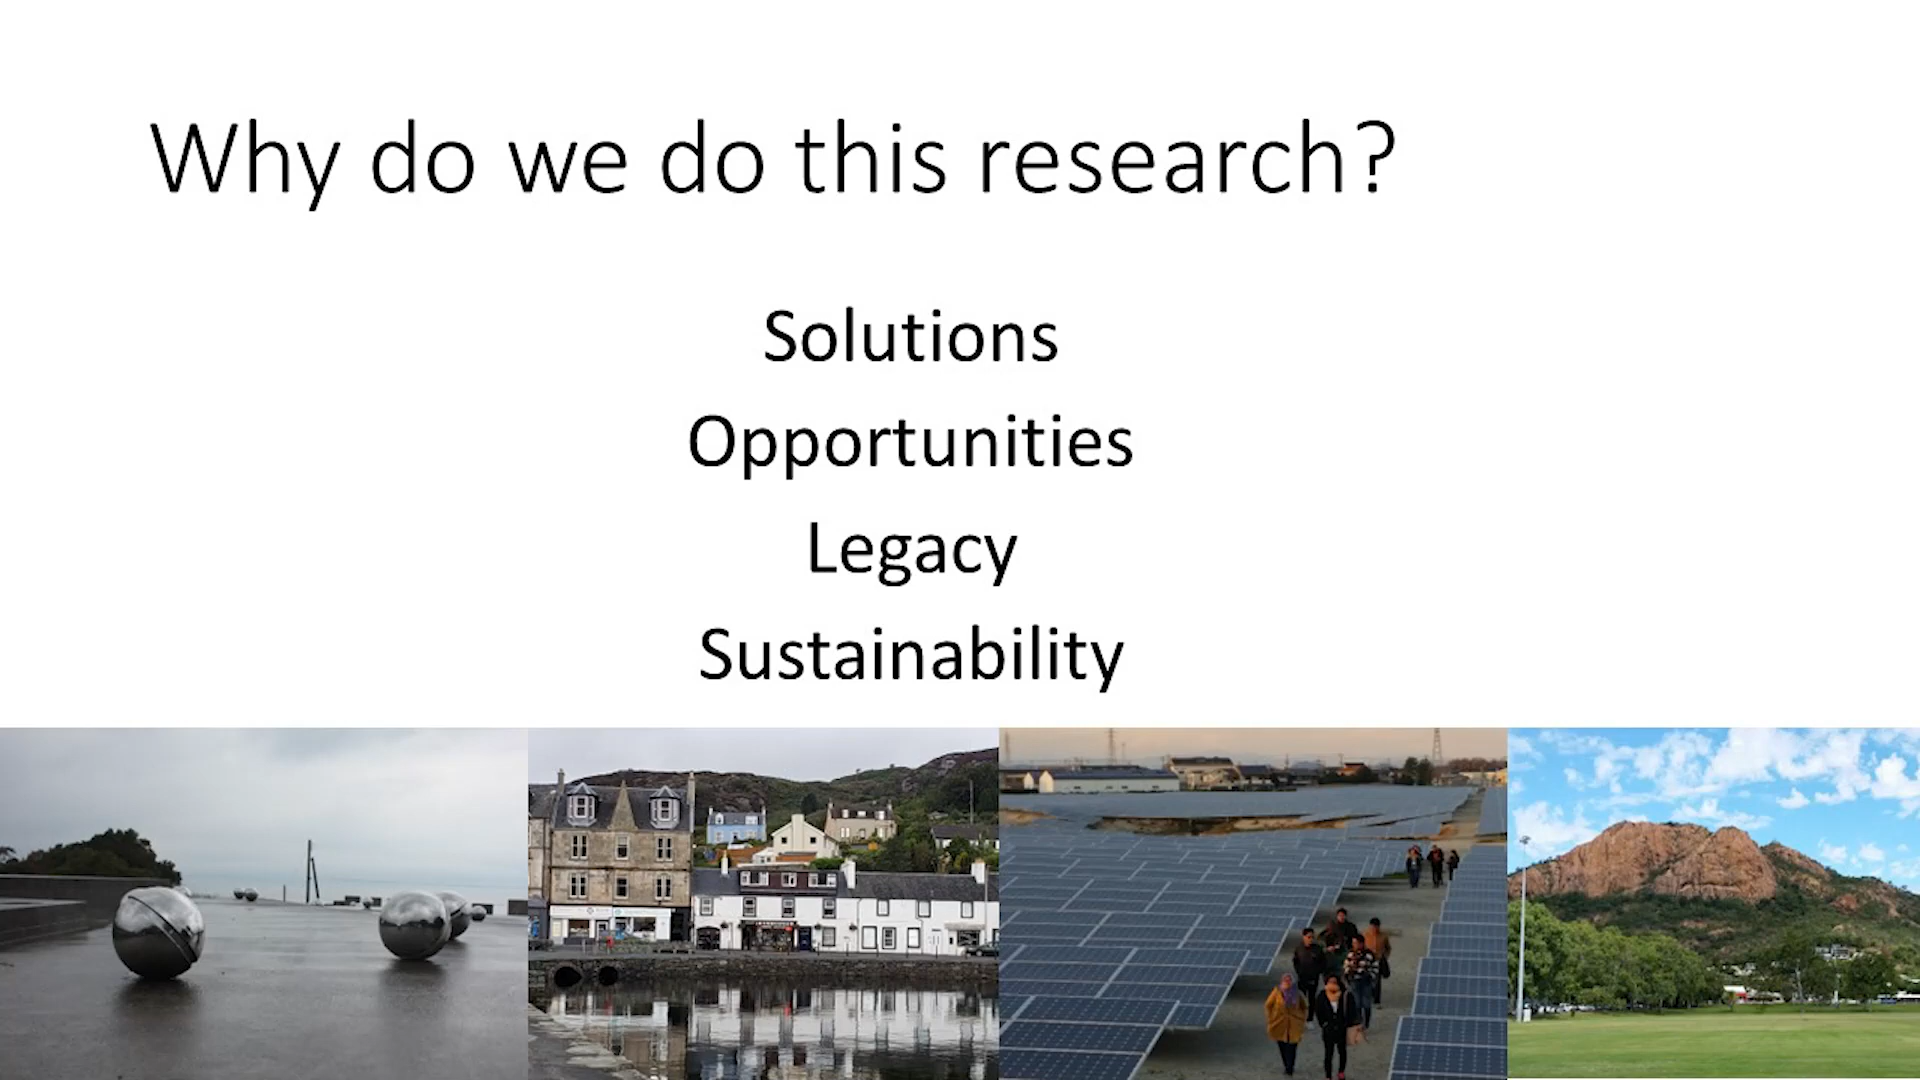 Why do we do this research?
Solutions
Opportunities
Legacy
Sustainability